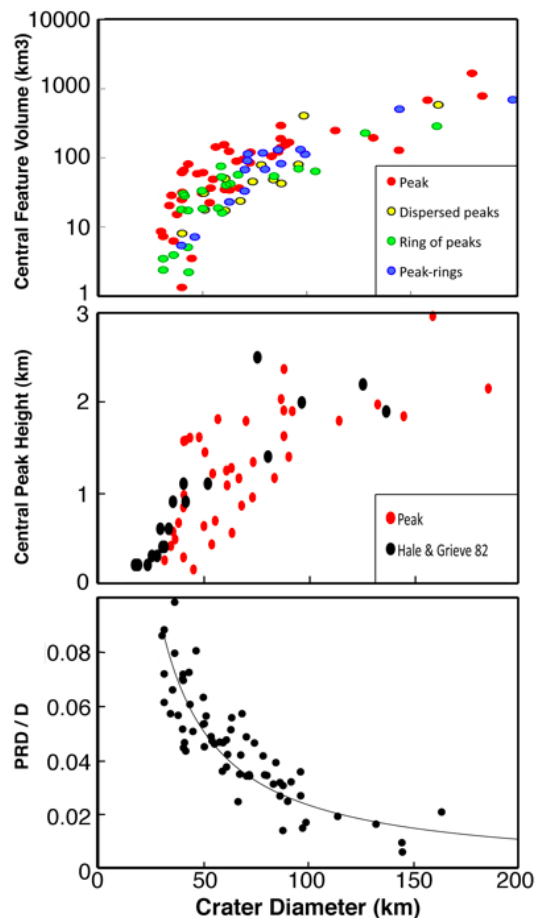 Central Feature Volume (km3)
10000
1000
100
10
1
Peak
Dispersed peaks
Ring of peaks
Peak-rings
Central Peak Height (km)
3
2
1
0
Peak
Hale & Grieve 82
PRD / D
0.08
0.06
0.04
0.02
0
0 50 100 150 200
Crater Diameter (km)